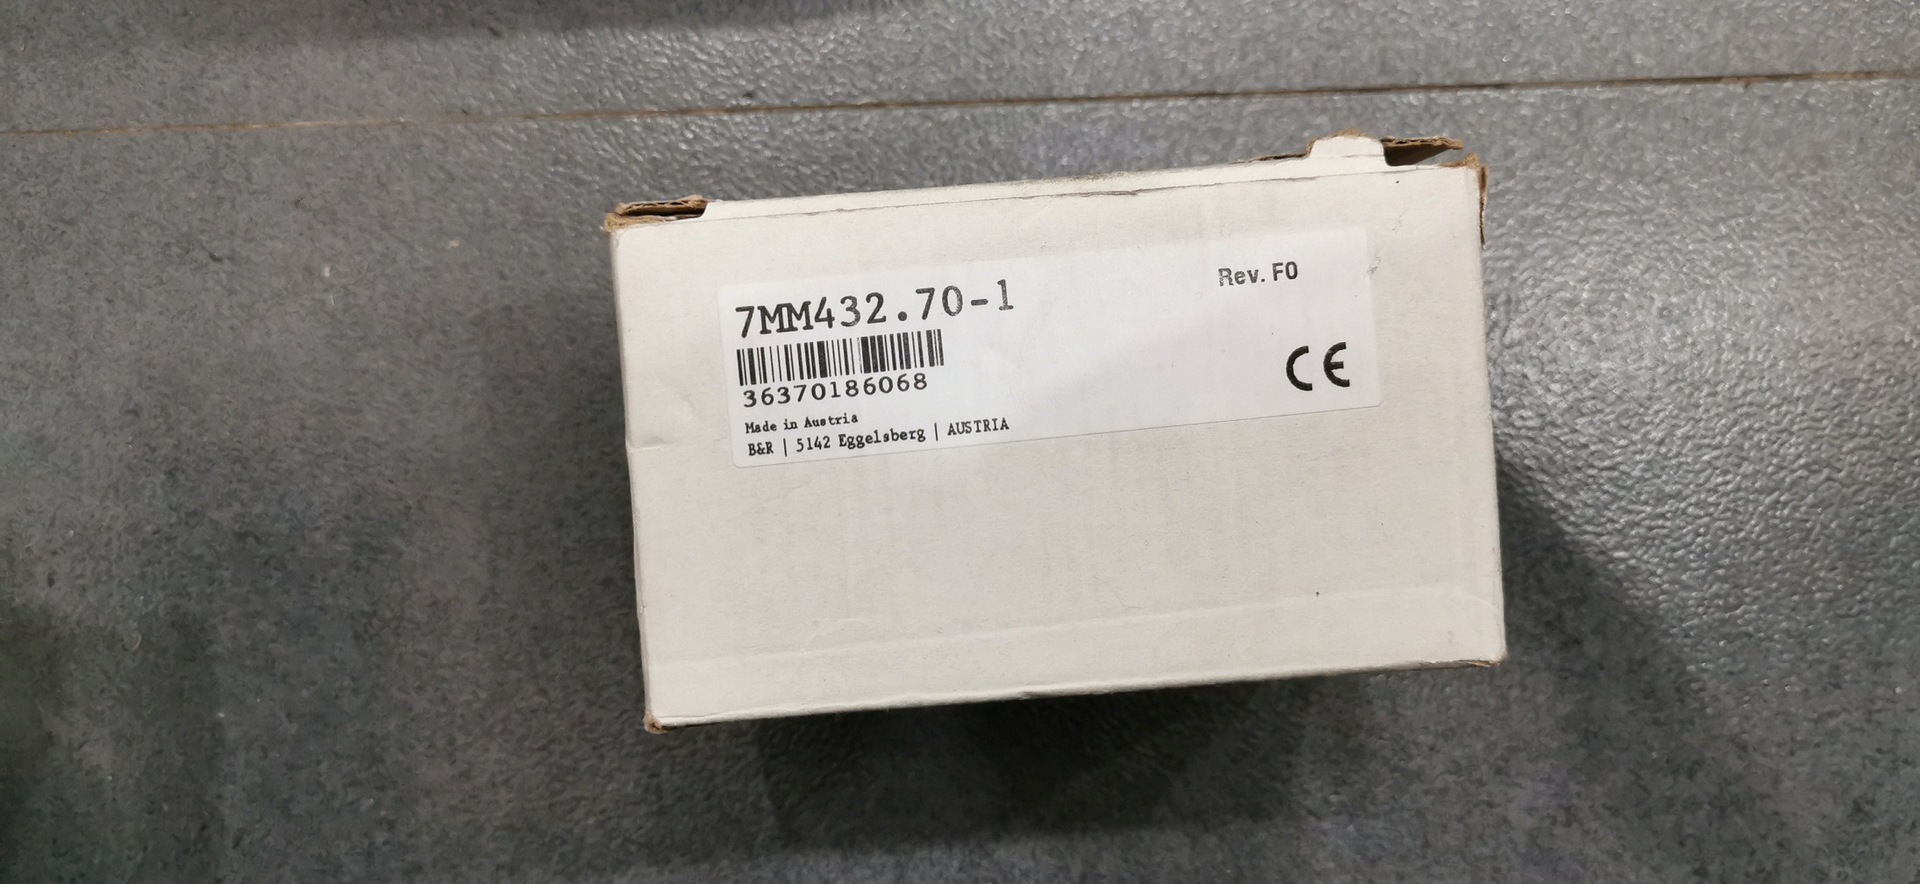 7MM432.70-1
Rev. F0
36370186068
CE
Made in Austria
B&R | 5142 Eggelsberg | AUSTRIA